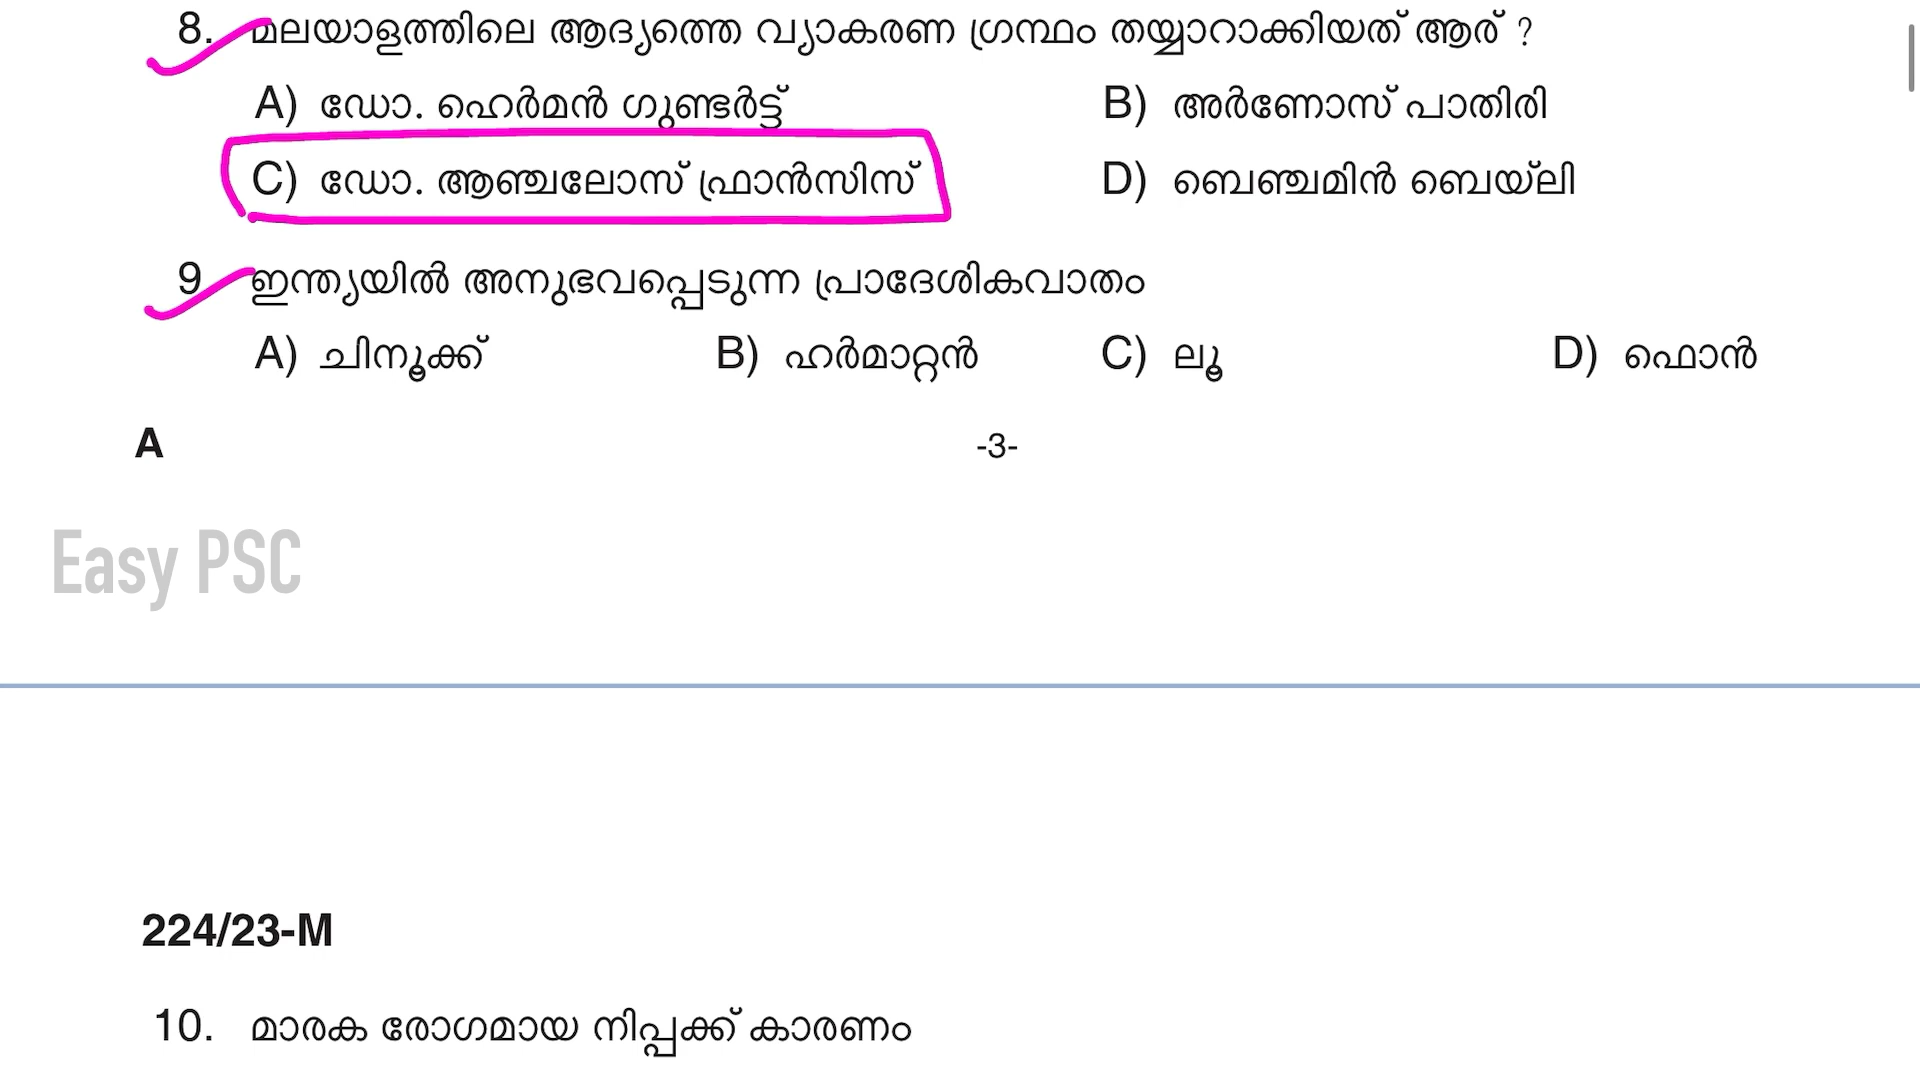 8. മലയാളത്തിലെ ആദ്യത്തെ വ്യാകരണ ഗ്രന്ഥം തയ്യാറാക്കിയത് ആര് ?
A) ഡോ. ഹെർമൻ ഗുണ്ടർട്ട് B) അർണോസ് പാതിരി
C) ഡോ. ആഞ്ചലോസ് ഫ്രാൻസിസ് D) ബെഞ്ചമിൻ ബെയ്‌ലി
9 ഇന്ത്യയിൽ അനുഭവപ്പെടുന്ന പ്രാദേശികവാതം
A) ചിനൂക്ക് B) ഹർമാറ്റൻ C) ലൂ D) ഫൊൻ
A -3-
Easy PSC
224/23-M
10. മാരക രോഗമായ നിപ്പക്ക് കാരണം